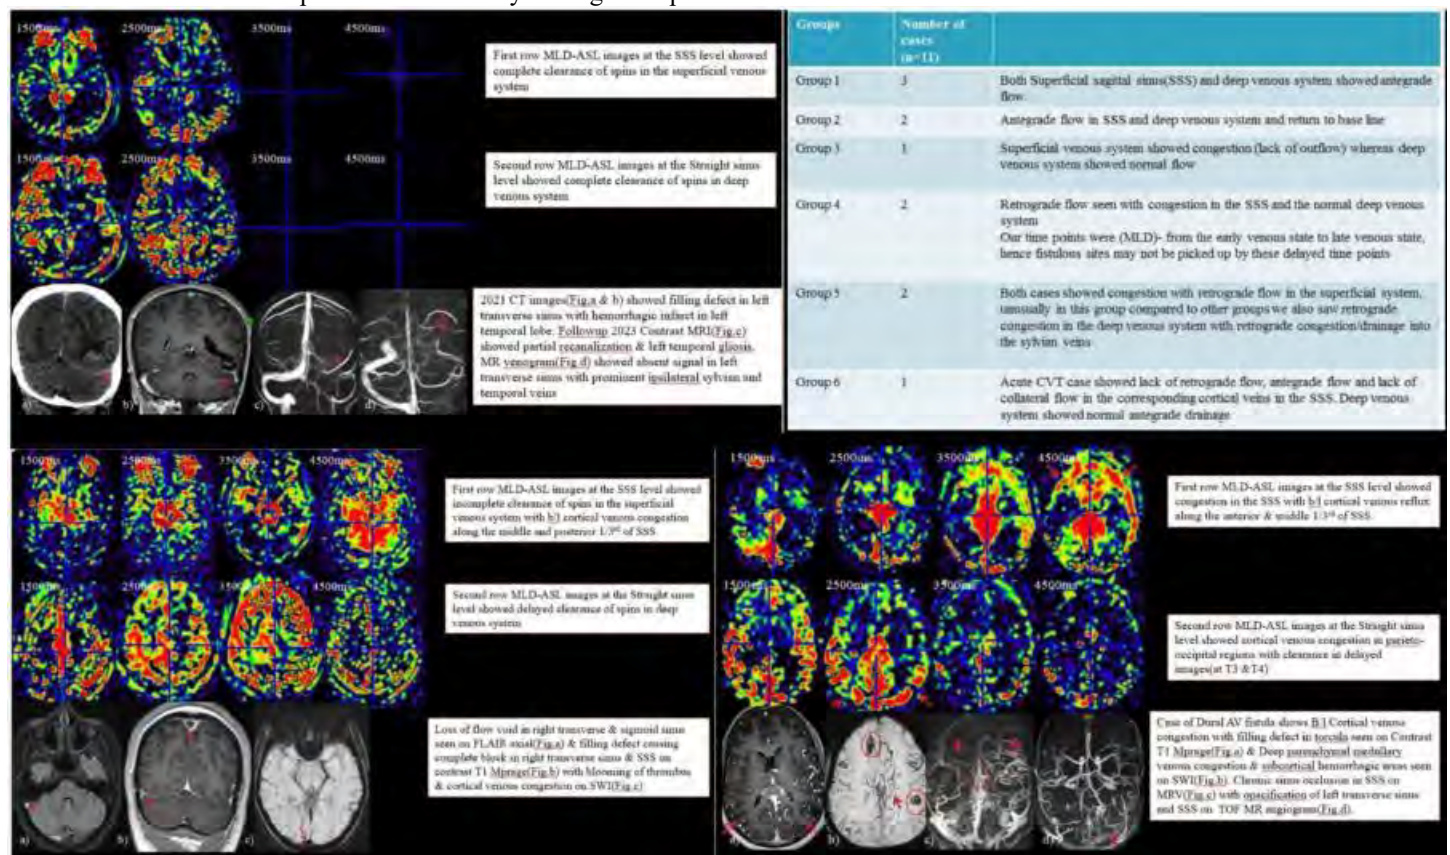 1500ms 2500ms 3500ms 4500ms
First row MLD-ASL images at the SSS level showed
complete clearance of spins in the superficial venous
system
1500ms 2500ms 3500ms 4500ms
Second row MLD-ASL images at the Straight sinus
level showed complete clearance of spins in deep
venous system
2021 CT images(Fig.a & b) showed filling defect in left
transverse sinus with hemorrhagic infarct in left
temporal lobe. Followup 2023 Contrast MRI(Fig.c)
showed partial recanalization & left temporal gliosis.
MR venogram(Fig.d) showed absent signal in left
transverse sinus with prominent ipsilateral sylvian and
temporal veins
a) b) c) d)
Groups Number of
cases
(n=11)
Group 1 3 Both Superficial sagittal sinus(SSS) and deep venous system showed antegrade
flow.
Group 2 2 Antegrade flow in SSS and deep venous system and return to base line
Group 3 1 Superficial venous system showed congestion (lack of outflow) whereas deep
venous system showed normal flow
Group 4 2 Retrograde flow seen with congestion in the SSS and the normal deep venous
system
Our time points were (MLD)- from the early venous state to late venous state,
hence fistulous sites may not be picked up by these delayed time points
Group 5 2 Both cases showed congestion with retrograde flow in the superficial system,
unusually in this group compared to other groups we also saw retrograde
congestion in the deep venous system with retrograde congestion/drainage into
the sylvian veins
Group 6 1 Acute CVT case showed lack of retrograde flow, antegrade flow and lack of
collateral flow in the corresponding cortical veins in the SSS. Deep venous
system showed normal antegrade drainage
1500ms 2500ms 3500ms 4500ms
First row MLD-ASL images at the SSS level showed
incomplete clearance of spins in the superficial
venous system with b/l cortical venous congestion
along the middle and posterior 1/3rd of SSS
1500ms 2500ms 3500ms 4500ms
Second row MLD-ASL images at the Straight sinus
level showed delayed clearance of spins in deep
venous system
Loss of flow void in right transverse & sigmoid sinus
seen on FLAIR axial(Fig.a) & filling defect crossing
complete block in right transverse sinus & SSS on
contrast T1 Mprage(Fig.b) with blooming of thrombus
& cortical venous congestion on SWI(Fig.c)
a) b) c)
1500ms 2500ms 3500ms 4500ms
First row MLD-ASL images at the SSS level showed
congestion in the SSS with b/l cortical venous reflux
along the anterior & middle 1/3rd of SSS.
1500ms 2500ms 3500ms 4500ms
Second row MLD-ASL images at the Straight sinus
level showed cortical venous congestion in parieto-
occipital regions with clearance in delayed
images(at T3 &T4)
Case of Dural AV fistula shows B/l Cortical venous
congestion with filling defect in torcula seen on Contrast
T1 Mprage(Fig.a) & Deep parenchymal medullary
venous congestion & subcortical hemorrhagic areas seen
on SWI(Fig.b). Chronic sinus occlusion in SSS on
MRV(Fig.c) with opacification of left transverse sinus
and SSS on TOF MR angiogram(Fig.d).
a) b) c) d)